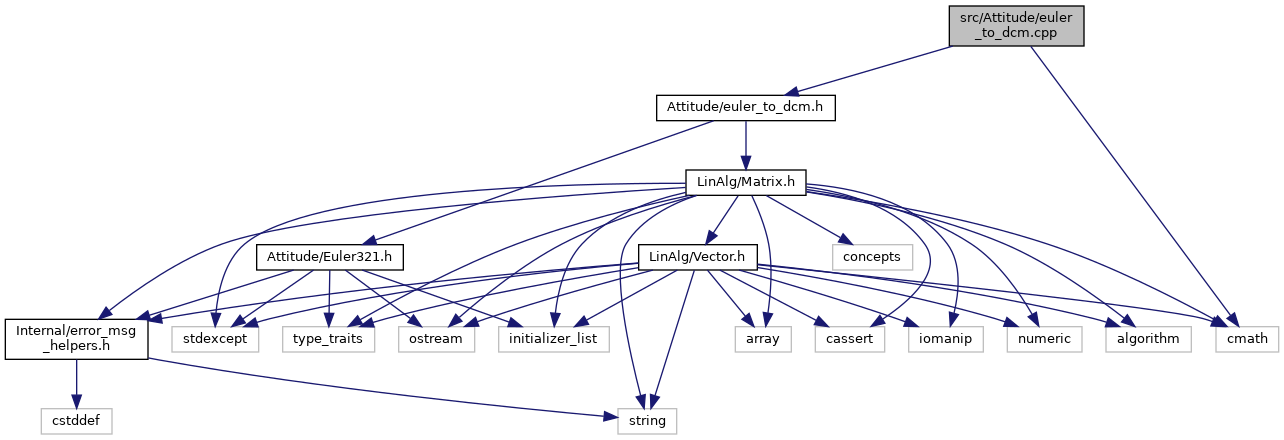 src/Attitude/euler
_to_dcm.cpp
Attitude/euler_to_dcm.h
LinAlg/Matrix.h
Attitude/Euler321.h
LinAlg/Vector.h
concepts
Internal/error_msg
_helpers.h
stdexcept
type_traits
ostream
initializer_list
array
cassert
iomanip
numeric
algorithm
cmath
cstddef
string